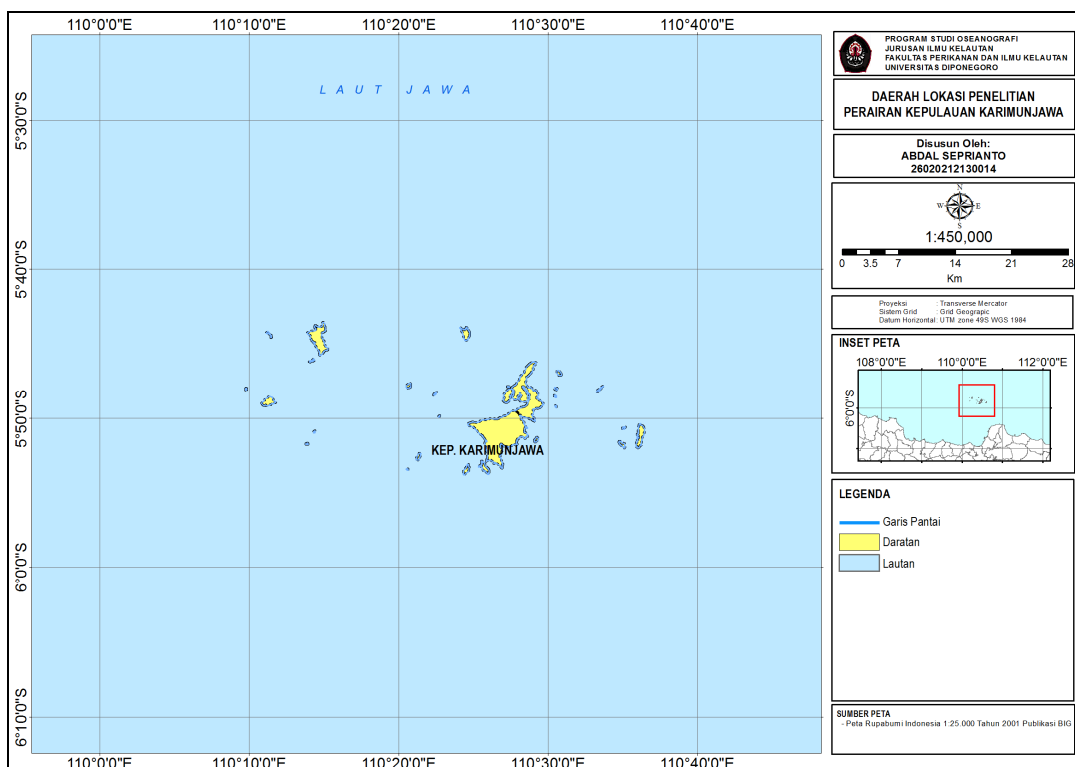 110°0'0"E 110°10'0"E 110°20'0"E 110°30'0"E 110°40'0"E
L A U T J A W A
5°30'0"S
5°40'0"S
5°50'0"S
6°0'0"S
6°10'0"S
KEP. KARIMUNJAWA
110°0'0"E 110°10'0"E 110°20'0"E 110°30'0"E 110°40'0"E
PROGRAM STUDI OSEANOGRAFI
JURUSAN ILMU KELAUTAN
FAKULTAS PERIKANAN DAN ILMU KELAUTAN
UNIVERSITAS DIPONEGORO
DAERAH LOKASI PENELITIAN
PERAIRAN KEPULAUAN KARIMUNJAWA
Disusun Oleh:
ABDAL SEPRIANTO
26020212130014
N
W E
S
1:450,000
0 3.5 7 14 21 28
Km
Proyeksi : Transverse Mercator
Sistem Grid : Grid Geograpic
Datum Horizontal : UTM zone 49S WGS 1984
INSET PETA
108°0'0"E 110°0'0"E 112°0'0"E
6°0'0"S
LEGENDA
Garis Pantai
Daratan
Lautan
SUMBER PETA
- Peta Rupabumi Indonesia 1:25.000 Tahun 2001 Publikasi BIG